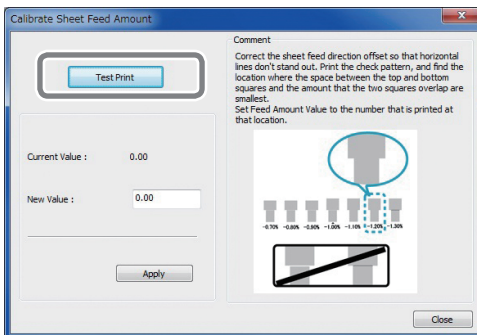 Calibrate Sheet Feed Amount
Test Print
Current Value : 0.00
New Value : 0.00
Apply
Comment
Correct the sheet feed direction offset so that horizontal
lines don't stand out. Print the check pattern, and find the
location where the space between the top and bottom
squares and the amount that the two squares overlap are
smallest.
Set Feed Amount Value to the number that is printed at
that location.
-0.70% -0.80% -0.90% -1.00% -1.10% -1.20% -1.30%
Close